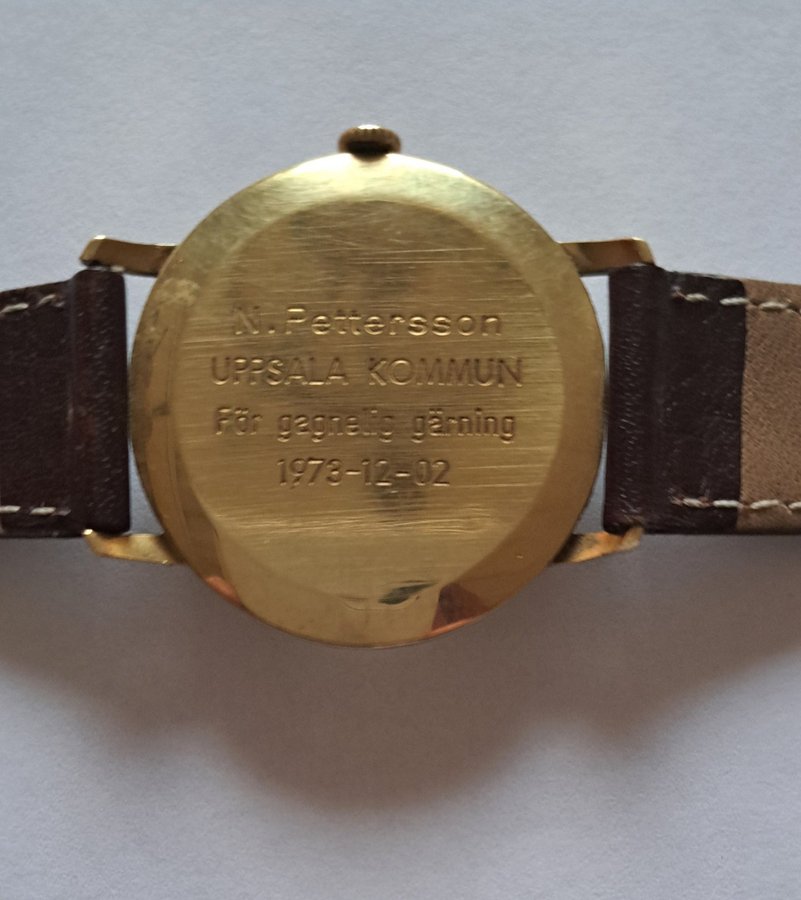 N. Pettersson
UPPSALA KOMMUN
För gagnelig gärning
1973-12-02